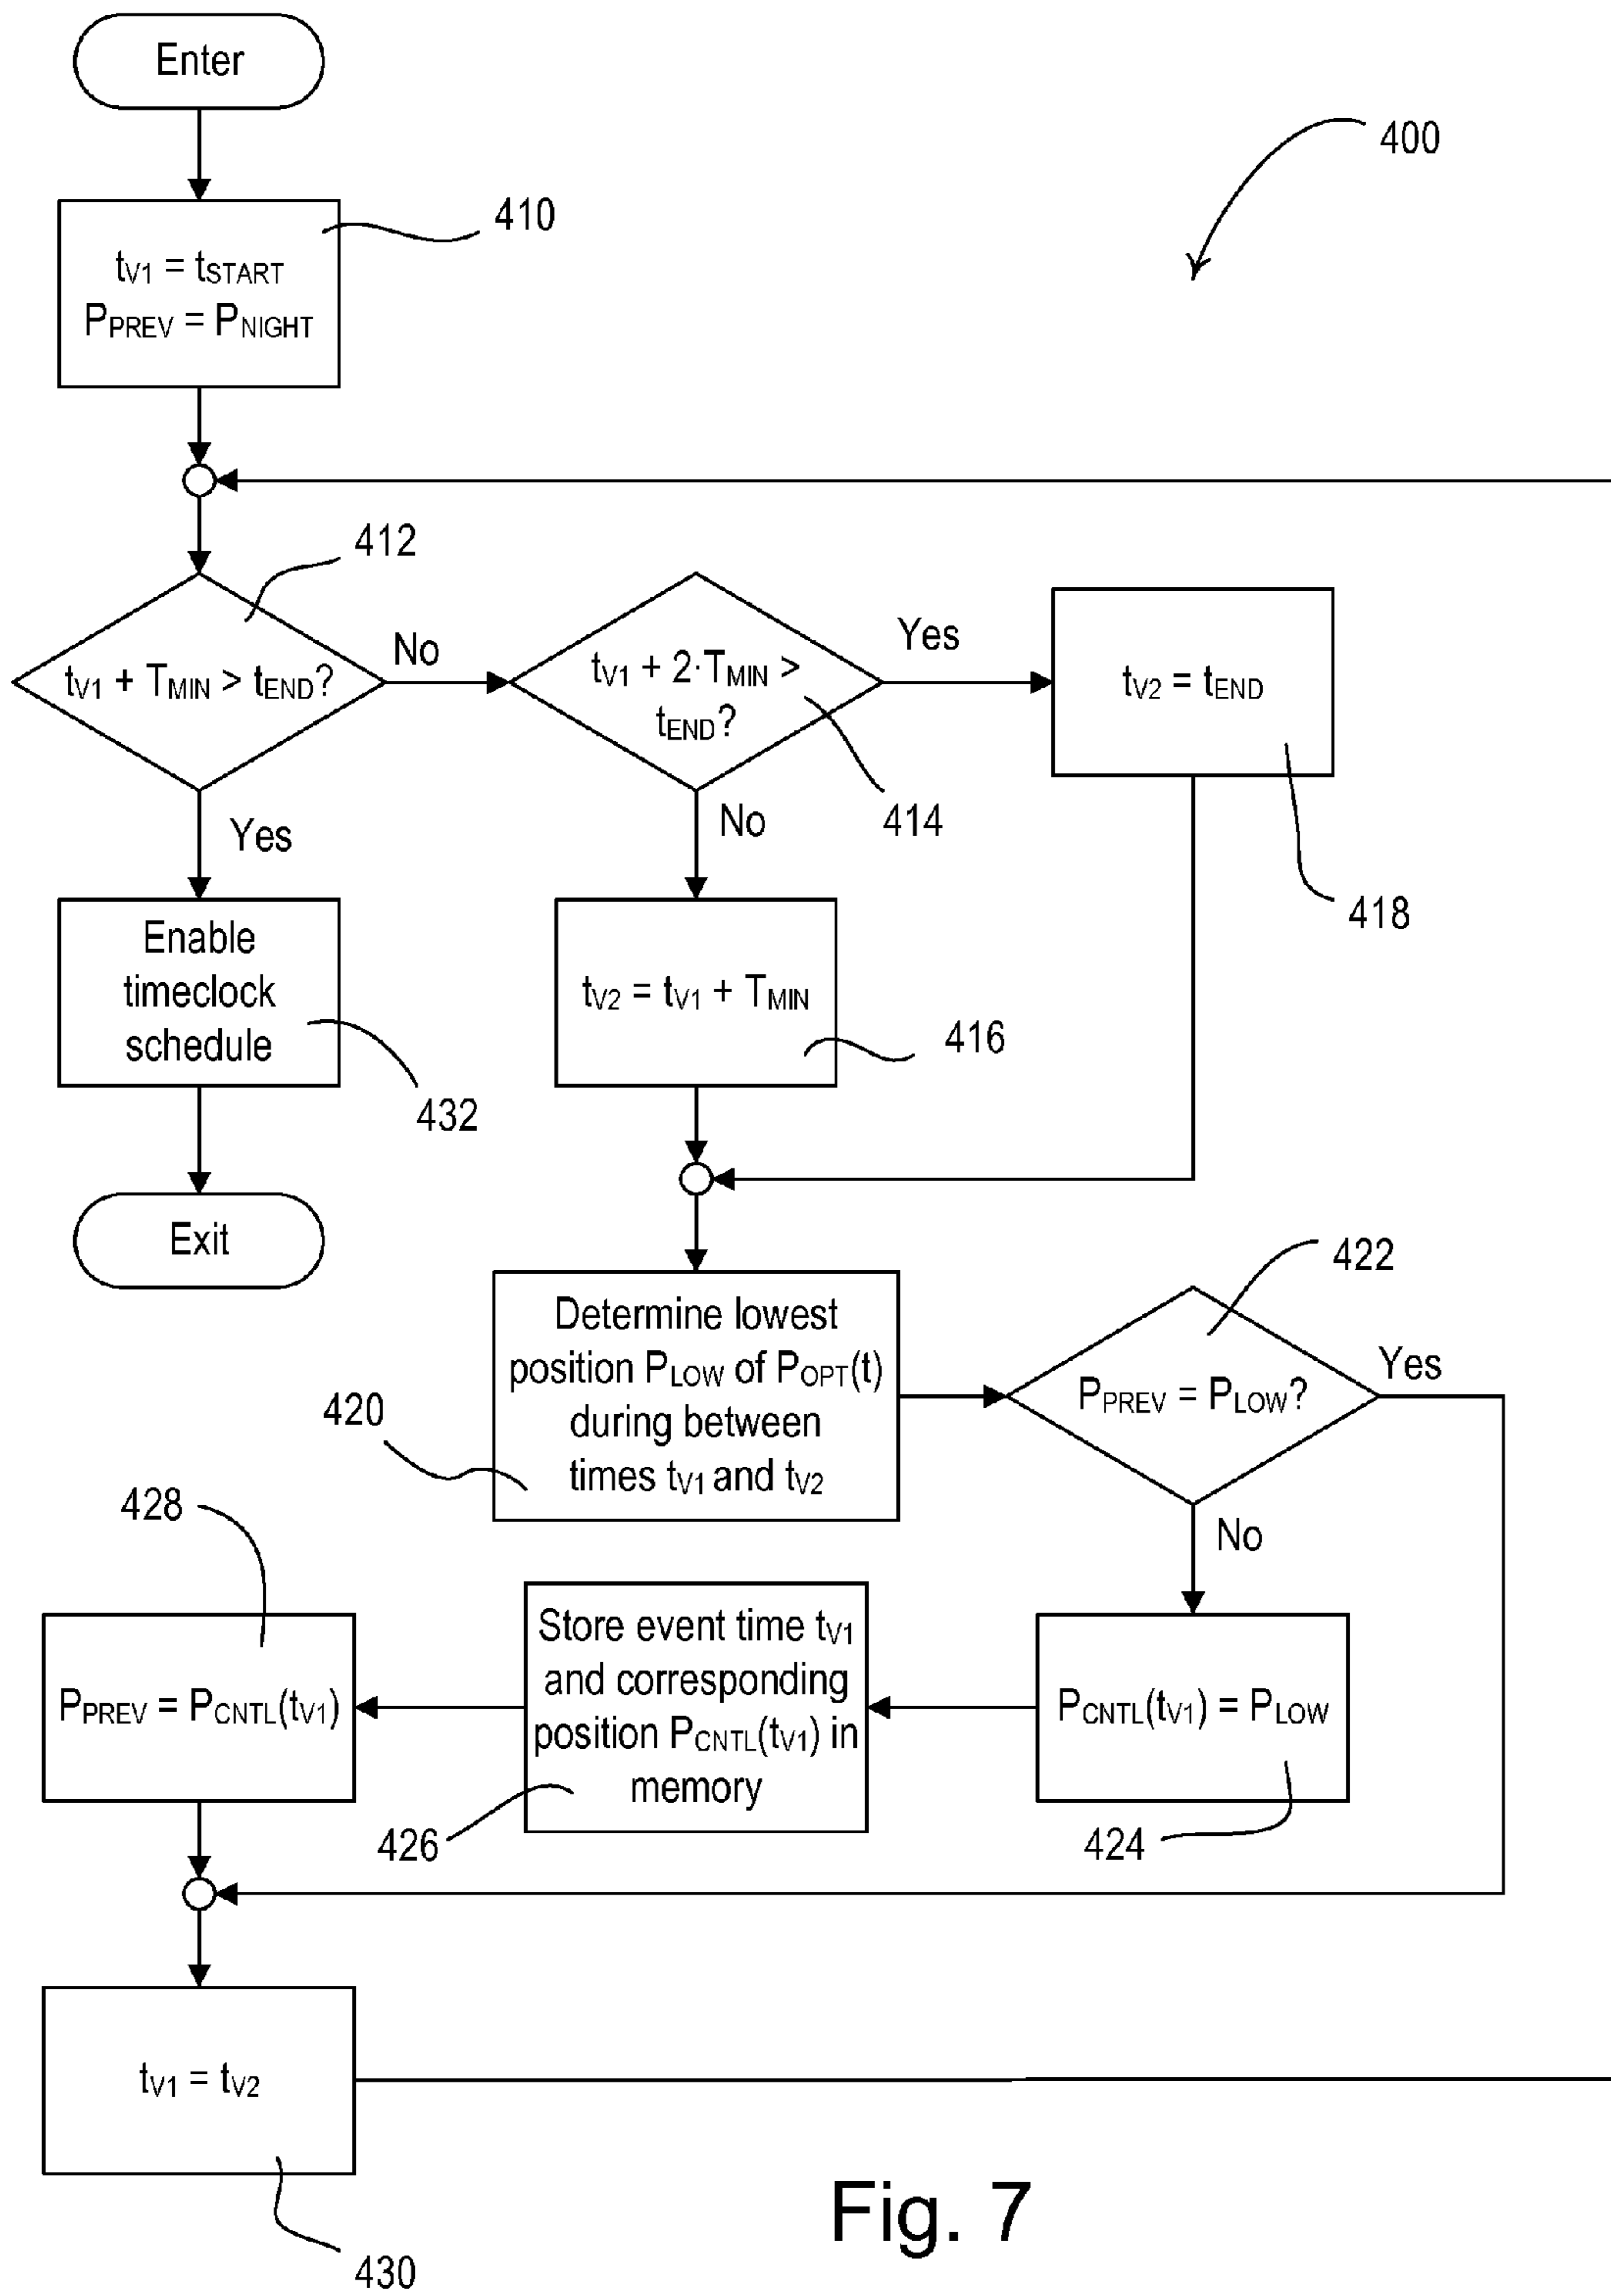 Enter
400
410
tV1 = tSTART
PPREV = PNIGHT
412
tV1 + TMIN > tEND?
No
tV1 + 2·TMIN >
tEND?
Yes
tV2 = tEND
414
418
Yes
No
Enable
timeclock
schedule
432
tV2 = tV1 + TMIN
416
Exit
Determine lowest
position PLOW of POPT(t)
during between
times tV1 and tV2
420
422
PPREV = PLOW?
Yes
No
428
PPREV = PCNTL(tV1)
Store event time tV1
and corresponding
position PCNTL(tV1) in
memory
426
PCNTL(tV1) = PLOW
424
tV1 = tV2
430
Fig. 7